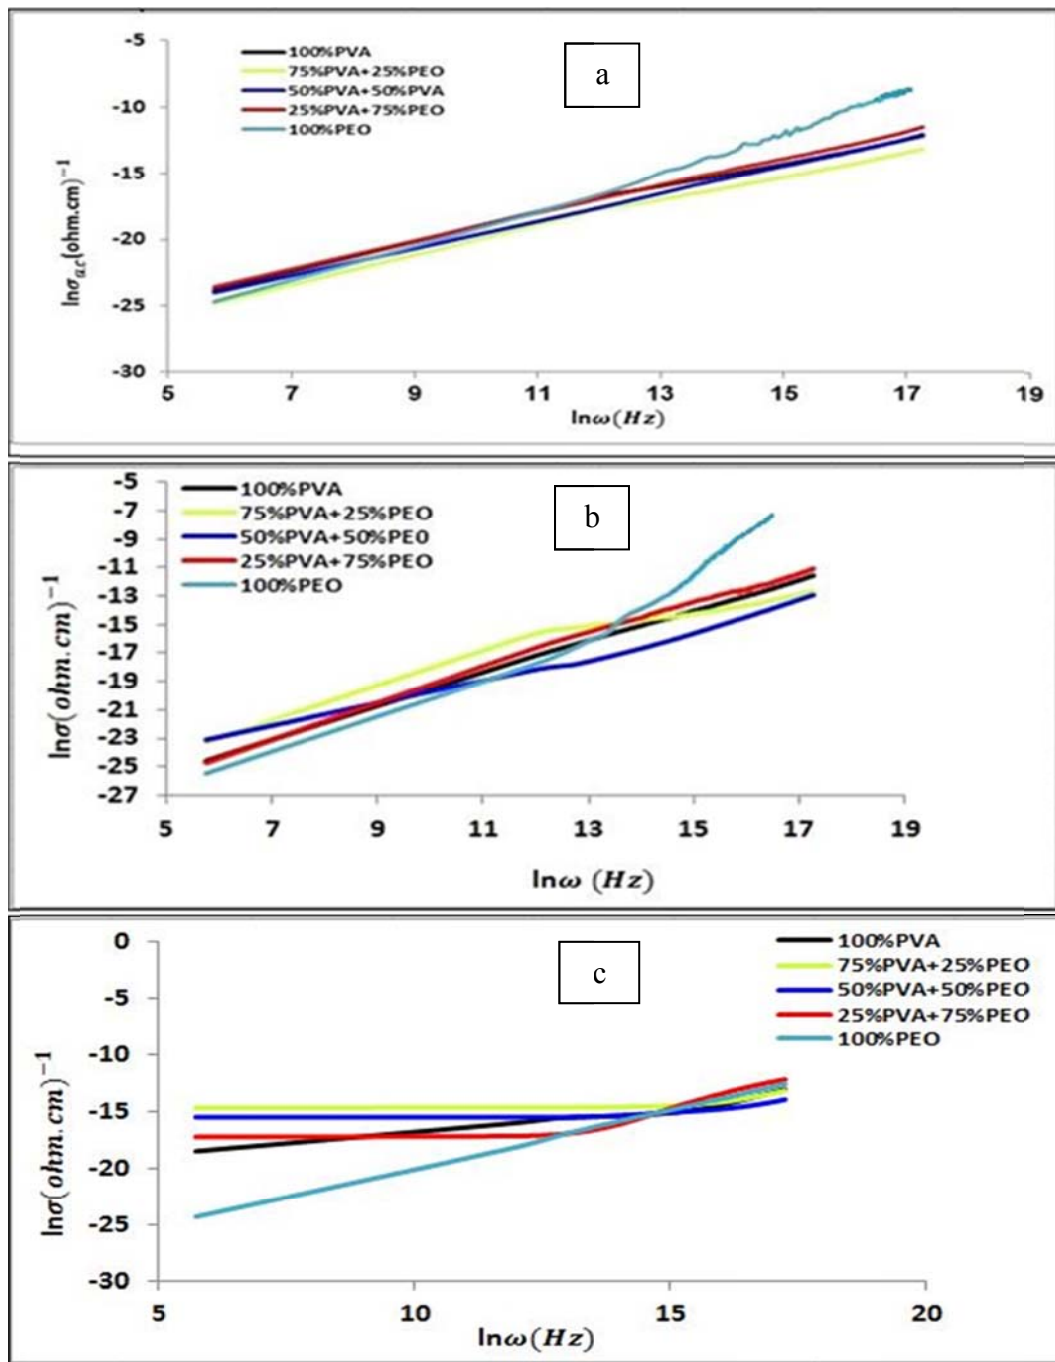 -5
-10
-15
-20
-25
-30
lnσa.c(ohm.cm)−1
100%PVA
75%PVA+25%PEO
50%PVA+50%PVA
25%PVA+75%PEO
100%PEO
a
5 7 9 11 13 15 17 19
lnω(Hz)
-5
-7
-9
-11
-13
-15
-17
-19
-21
-23
-25
-27
lnσ(ohm.cm)−1
100%PVA
75%PVA+25%PEO
50%PVA+50%PE0
25%PVA+75%PEO
100%PEO
b
5 7 9 11 13 15 17 19
lnω (Hz)
0
-5
-10
-15
-20
-25
-30
lnσ(ohm.cm)−1
c
100%PVA
75%PVA+25%PEO
50%PVA+50%PEO
25%PVA+75%PEO
100%PEO
5 10 15 20
lnω(Hz)